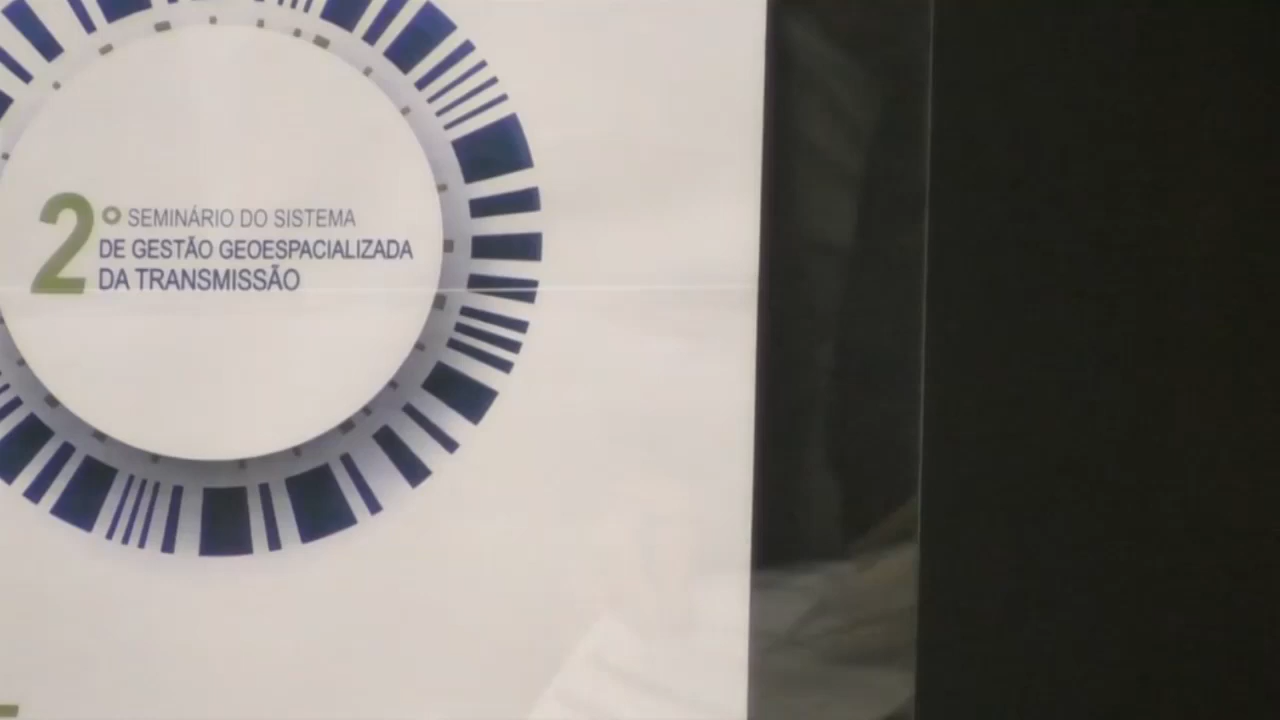 2º SEMINÁRIO DO SISTEMA
DE GESTÃO GEOESPACIALIZADA
DA TRANSMISSÃO